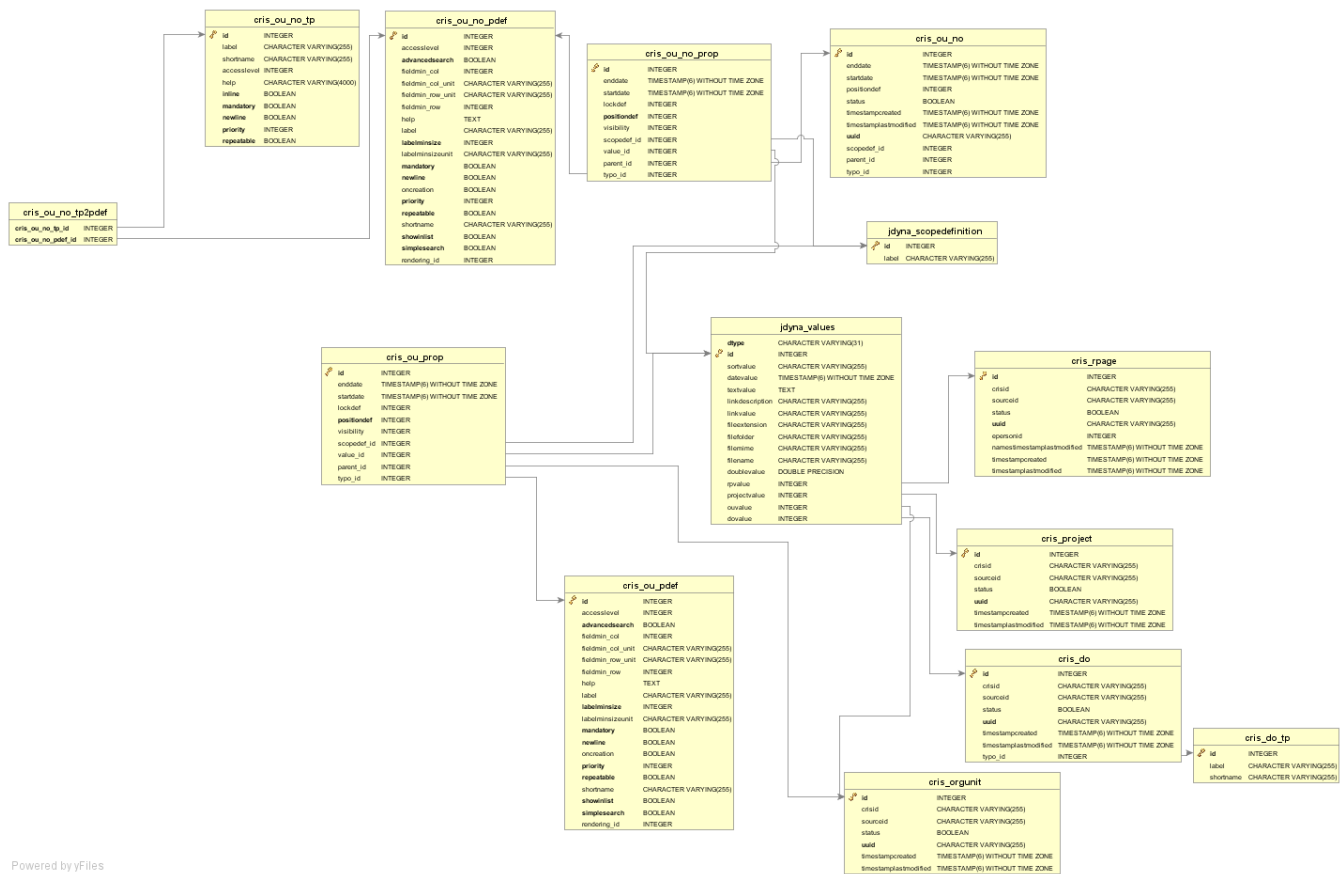 cris_ou_no_tp
id INTEGER
label CHARACTER VARYING(255)
shortname CHARACTER VARYING(255)
accesslevel INTEGER
help CHARACTER VARYING(4000)
inline BOOLEAN
mandatory BOOLEAN
newline BOOLEAN
priority INTEGER
repeatable BOOLEAN
cris_ou_no_pdef
id INTEGER
accesslevel INTEGER
advancedsearch BOOLEAN
fieldmin_col INTEGER
fieldmin_col_unit CHARACTER VARYING(255)
fieldmin_row_unit CHARACTER VARYING(255)
fieldmin_row INTEGER
help TEXT
label CHARACTER VARYING(255)
labelminsize INTEGER
labelminsizeunit CHARACTER VARYING(255)
mandatory BOOLEAN
newline BOOLEAN
oncreation BOOLEAN
priority INTEGER
repeatable BOOLEAN
shortname CHARACTER VARYING(255)
showinlist BOOLEAN
simplesearch BOOLEAN
rendering_id INTEGER
cris_ou_no_prop
id INTEGER
enddate TIMESTAMP(6) WITHOUT TIME ZONE
startdate TIMESTAMP(6) WITHOUT TIME ZONE
lockdef INTEGER
positiondef INTEGER
visibility INTEGER
scopedef_id INTEGER
value_id INTEGER
parent_id INTEGER
typo_id INTEGER
cris_ou_no
id INTEGER
enddate TIMESTAMP(6) WITHOUT TIME ZONE
startdate TIMESTAMP(6) WITHOUT TIME ZONE
positiondef INTEGER
status BOOLEAN
timestampcreated TIMESTAMP(6) WITHOUT TIME ZONE
timestamplastmodified TIMESTAMP(6) WITHOUT TIME ZONE
uuid CHARACTER VARYING(255)
scopedef_id INTEGER
parent_id INTEGER
typo_id INTEGER
cris_ou_no_tp2pdef
cris_ou_no_tp_id INTEGER
cris_ou_no_pdef_id INTEGER
jdyna_scopedefinition
id INTEGER
label CHARACTER VARYING(255)
cris_ou_prop
id INTEGER
enddate TIMESTAMP(6) WITHOUT TIME ZONE
startdate TIMESTAMP(6) WITHOUT TIME ZONE
lockdef INTEGER
positiondef INTEGER
visibility INTEGER
scopedef_id INTEGER
value_id INTEGER
parent_id INTEGER
typo_id INTEGER
jdyna_values
dtype CHARACTER VARYING(31)
id INTEGER
sortvalue CHARACTER VARYING(255)
datevalue TIMESTAMP(6) WITHOUT TIME ZONE
textvalue TEXT
linkdescription CHARACTER VARYING(255)
linkvalue CHARACTER VARYING(255)
fileextension CHARACTER VARYING(255)
filefolder CHARACTER VARYING(255)
filemime CHARACTER VARYING(255)
filename CHARACTER VARYING(255)
doublevalue DOUBLE PRECISION
rpvalue INTEGER
projectvalue INTEGER
ouvalue INTEGER
dovalue INTEGER
cris_rpage
id INTEGER
crisid CHARACTER VARYING(255)
sourceid CHARACTER VARYING(255)
status BOOLEAN
uuid CHARACTER VARYING(255)
epersonid INTEGER
namestimestamplastmodified TIMESTAMP(6) WITHOUT TIME ZONE
timestampcreated TIMESTAMP(6) WITHOUT TIME ZONE
timestamplastmodified TIMESTAMP(6) WITHOUT TIME ZONE
cris_project
id INTEGER
crisid CHARACTER VARYING(255)
sourceid CHARACTER VARYING(255)
status BOOLEAN
uuid CHARACTER VARYING(255)
timestampcreated TIMESTAMP(6) WITHOUT TIME ZONE
timestamplastmodified TIMESTAMP(6) WITHOUT TIME ZONE
cris_ou_pdef
id INTEGER
accesslevel INTEGER
advancedsearch BOOLEAN
fieldmin_col INTEGER
fieldmin_col_unit CHARACTER VARYING(255)
fieldmin_row_unit CHARACTER VARYING(255)
fieldmin_row INTEGER
help TEXT
label CHARACTER VARYING(255)
labelminsize INTEGER
labelminsizeunit CHARACTER VARYING(255)
mandatory BOOLEAN
newline BOOLEAN
oncreation BOOLEAN
priority INTEGER
repeatable BOOLEAN
shortname CHARACTER VARYING(255)
showinlist BOOLEAN
simplesearch BOOLEAN
rendering_id INTEGER
cris_do
id INTEGER
crisid CHARACTER VARYING(255)
sourceid CHARACTER VARYING(255)
status BOOLEAN
uuid CHARACTER VARYING(255)
timestampcreated TIMESTAMP(6) WITHOUT TIME ZONE
timestamplastmodified TIMESTAMP(6) WITHOUT TIME ZONE
typo_id INTEGER
cris_do_tp
id INTEGER
label CHARACTER VARYING(255)
shortname CHARACTER VARYING(255)
cris_orgunit
id INTEGER
crisid CHARACTER VARYING(255)
sourceid CHARACTER VARYING(255)
status BOOLEAN
uuid CHARACTER VARYING(255)
timestampcreated TIMESTAMP(6) WITHOUT TIME ZONE
timestamplastmodified TIMESTAMP(6) WITHOUT TIME ZONE
Powered by yFiles